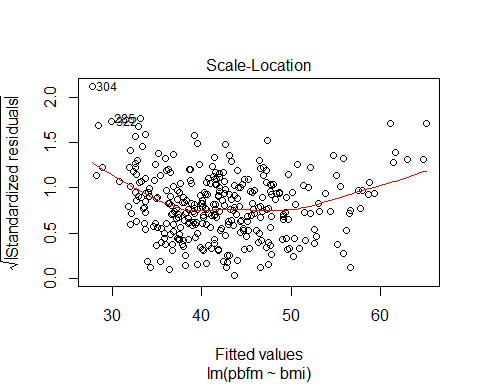 Scale-Location
√|Standardized residuals|
2.0
1.5
1.0
0.5
0.0
304
322
30
40
50
60
Fitted values
lm(pbfm ~ bmi)